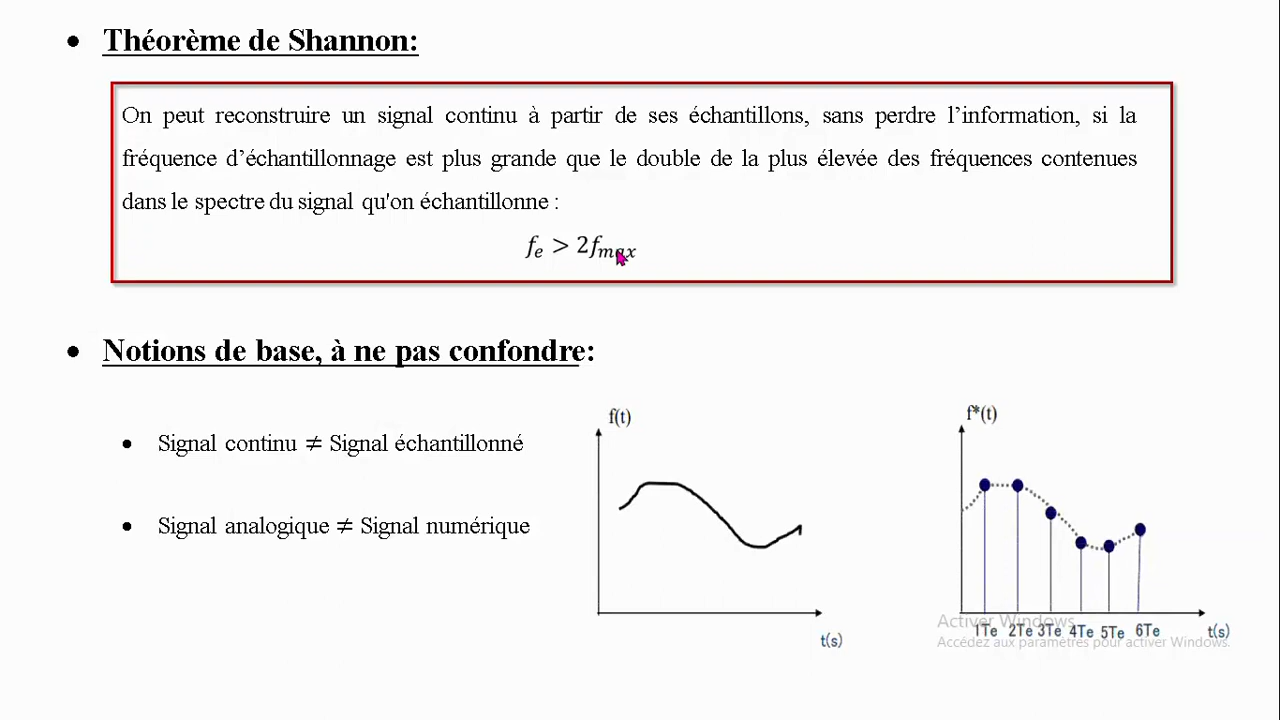 • Théorème de Shannon:
On peut reconstruire un signal continu à partir de ses échantillons, sans perdre l’information, si la
fréquence d’échantillonnage est plus grande que le double de la plus élevée des fréquences contenues
dans le spectre du signal qu'on échantillonne :
fₑ > 2fₘₐₓ
• Notions de base, à ne pas confondre:
f(t)
f*(t)
• Signal continu ≠ Signal échantillonné
• Signal analogique ≠ Signal numérique
t(s)
1Te 2Te 3Te 4Te 5Te 6Te t(s)
Activer Windows
Accédez aux paramètres pour activer Windows.